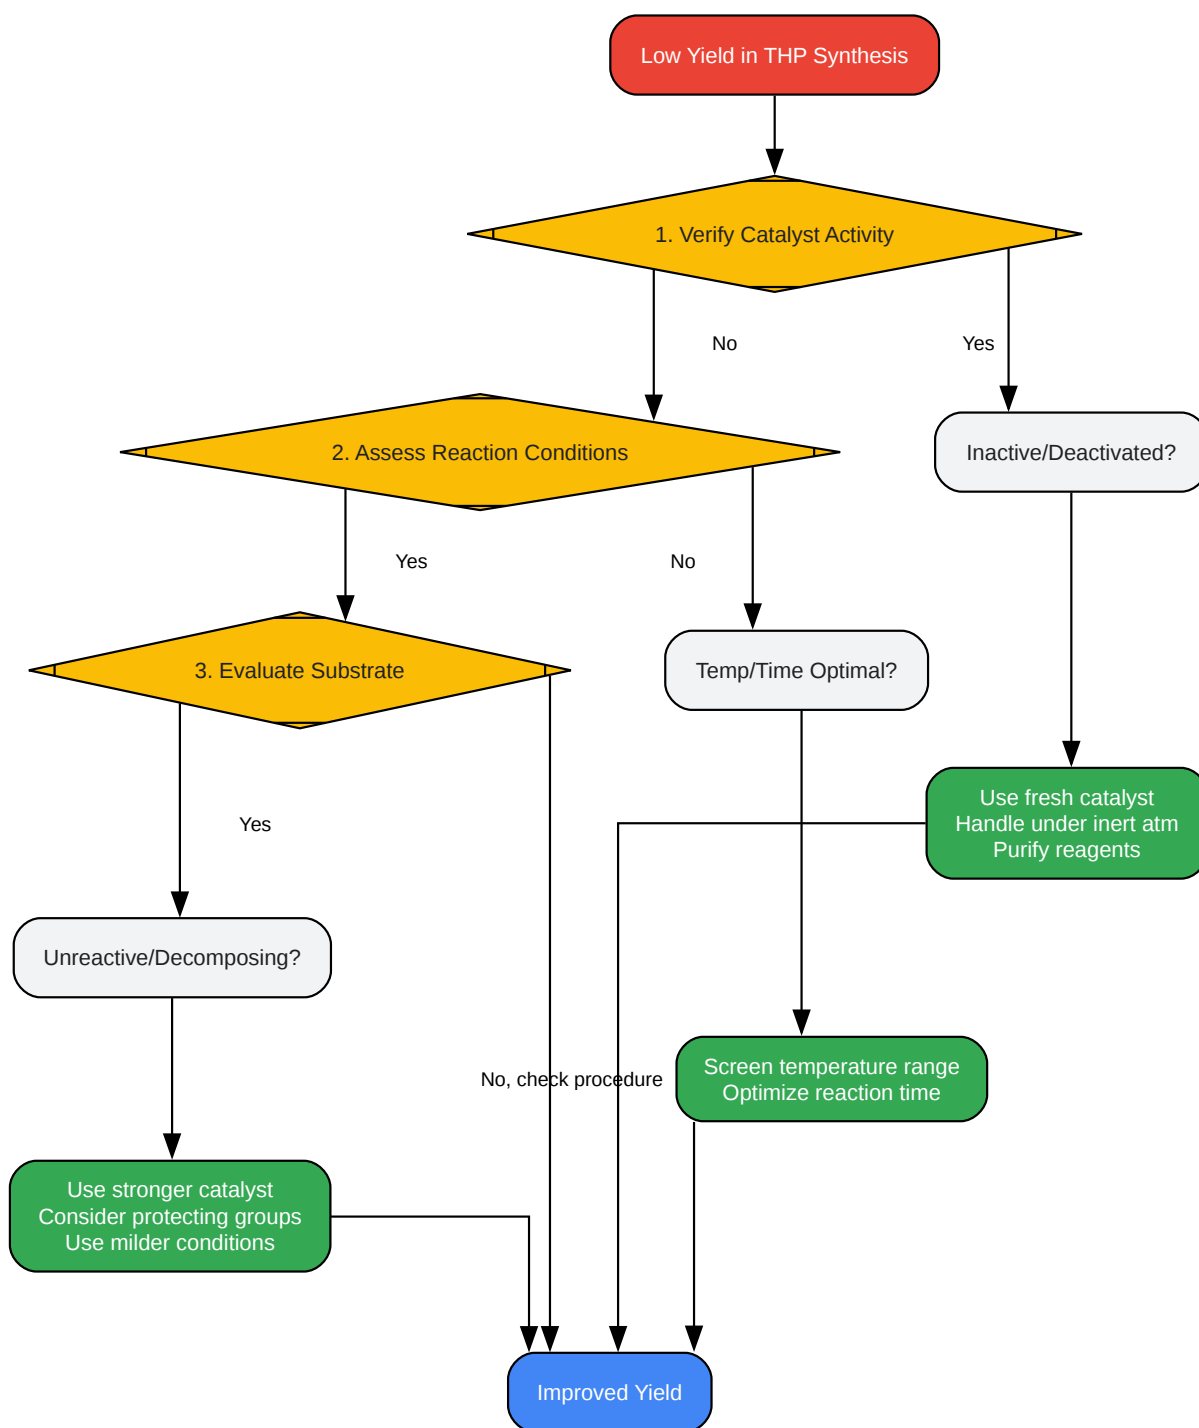 Low Yield in THP Synthesis
1. Verify Catalyst Activity
No
Yes
2. Assess Reaction Conditions
Inactive/Deactivated?
Yes
No
3. Evaluate Substrate
Temp/Time Optimal?
Use fresh catalyst
Handle under inert atm
Purify reagents
Yes
Unreactive/Decomposing?
No, check procedure
Screen temperature range
Optimize reaction time
Use stronger catalyst
Consider protecting groups
Use milder conditions
Improved Yield